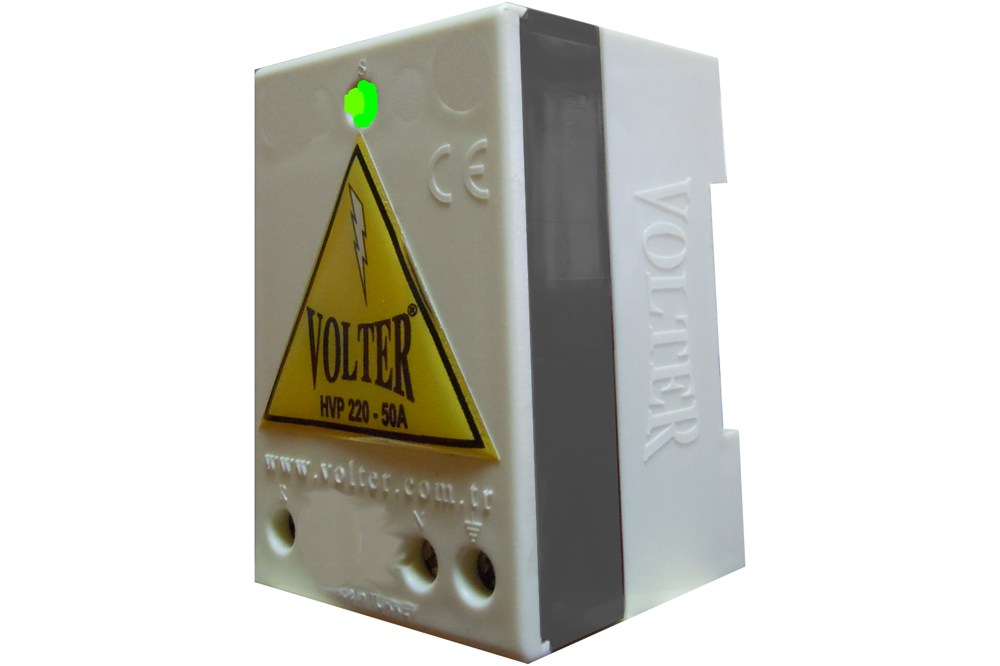 S
CE
VOLTER®
HVP 220 - 50A
www.volter.com.tr
R
N
VOLTER